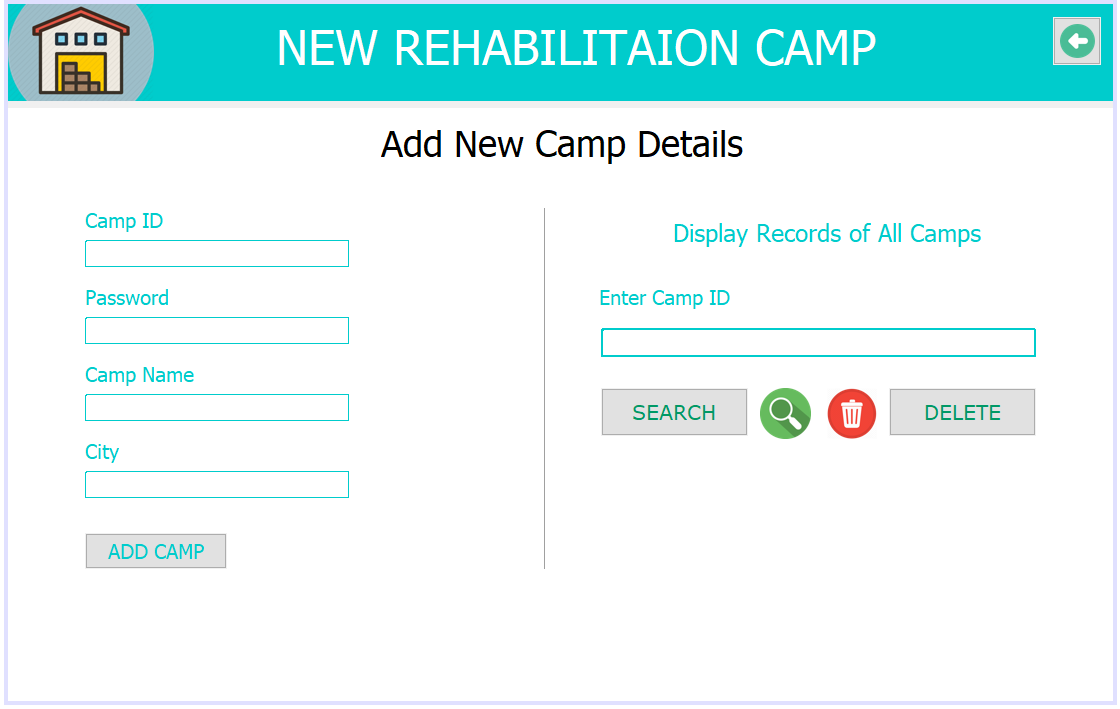 NEW REHABILITAION CAMP
Add New Camp Details
Camp ID
Password
Camp Name
City
ADD CAMP
Display Records of All Camps
Enter Camp ID
SEARCH
DELETE